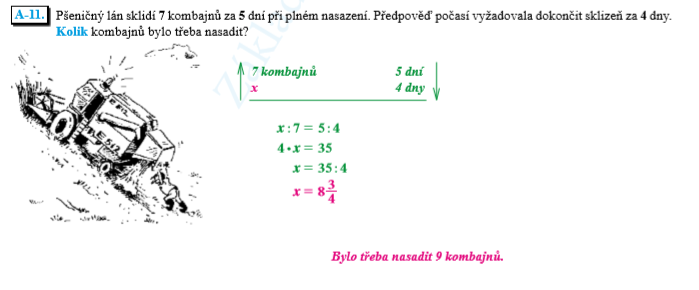 A-11. Pšeničný lán sklidí 7 kombajnů za 5 dní při plném nasazení. Předpověď počasí vyžadovala dokončit sklizeň za 4 dny.
Kolik kombajnů bylo třeba nasadit?
7 kombajnů 5 dní
x 4 dny
x : 7 = 5 : 4
4 • x = 35
x = 35 : 4
x = 8 3/4
Bylo třeba nasadit 9 kombajnů.